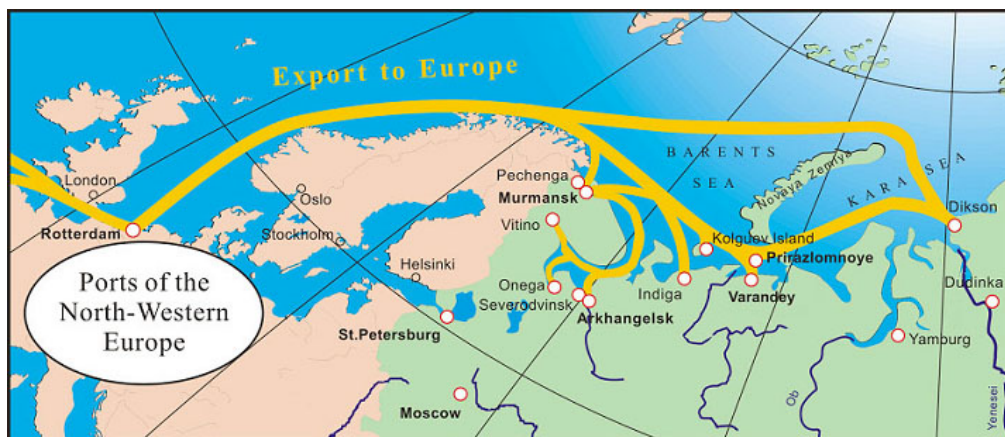 Export to Europe
BARENTS
SEA
Novaya Zemlya
KARA SEA
London
Oslo
Pechenga
Murmansk
Dikson
Rotterdam
Stockholm
Vitino
Kolguev Island
Prirazlomnoye
Helsinki
Onega
Severodvinsk
Indiga
Varandey
Dudinka
Ports of the
North-Western
Europe
St.Petersburg
Arkhangelsk
Yamburg
Moscow
Ob
Yenesei